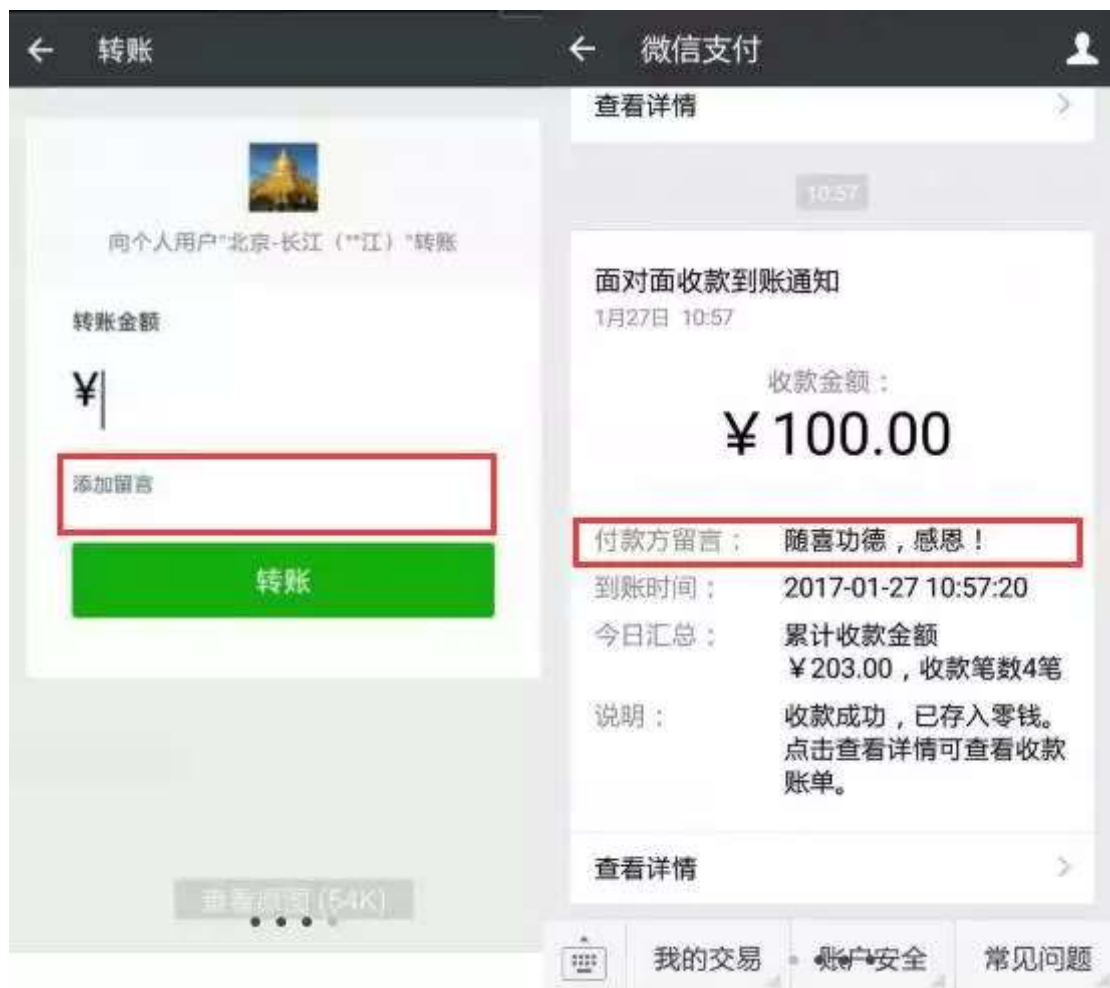 转账
向个人用户"北京-长江（**江）"转账
转账金额
¥
添加留言
转账
查看原图 (54K)
微信支付
查看详情
10:57
面对面收款到账通知
1月27日 10:57
收款金额：
¥100.00
付款方留言： 随喜功德，感恩！
到账时间： 2017-01-27 10:57:20
今日汇总： 累计收款金额
¥203.00，收款笔数4笔
说明： 收款成功，已存入零钱。
点击查看详情可查看收款
账单。
查看详情
我的交易 账户安全 常见问题